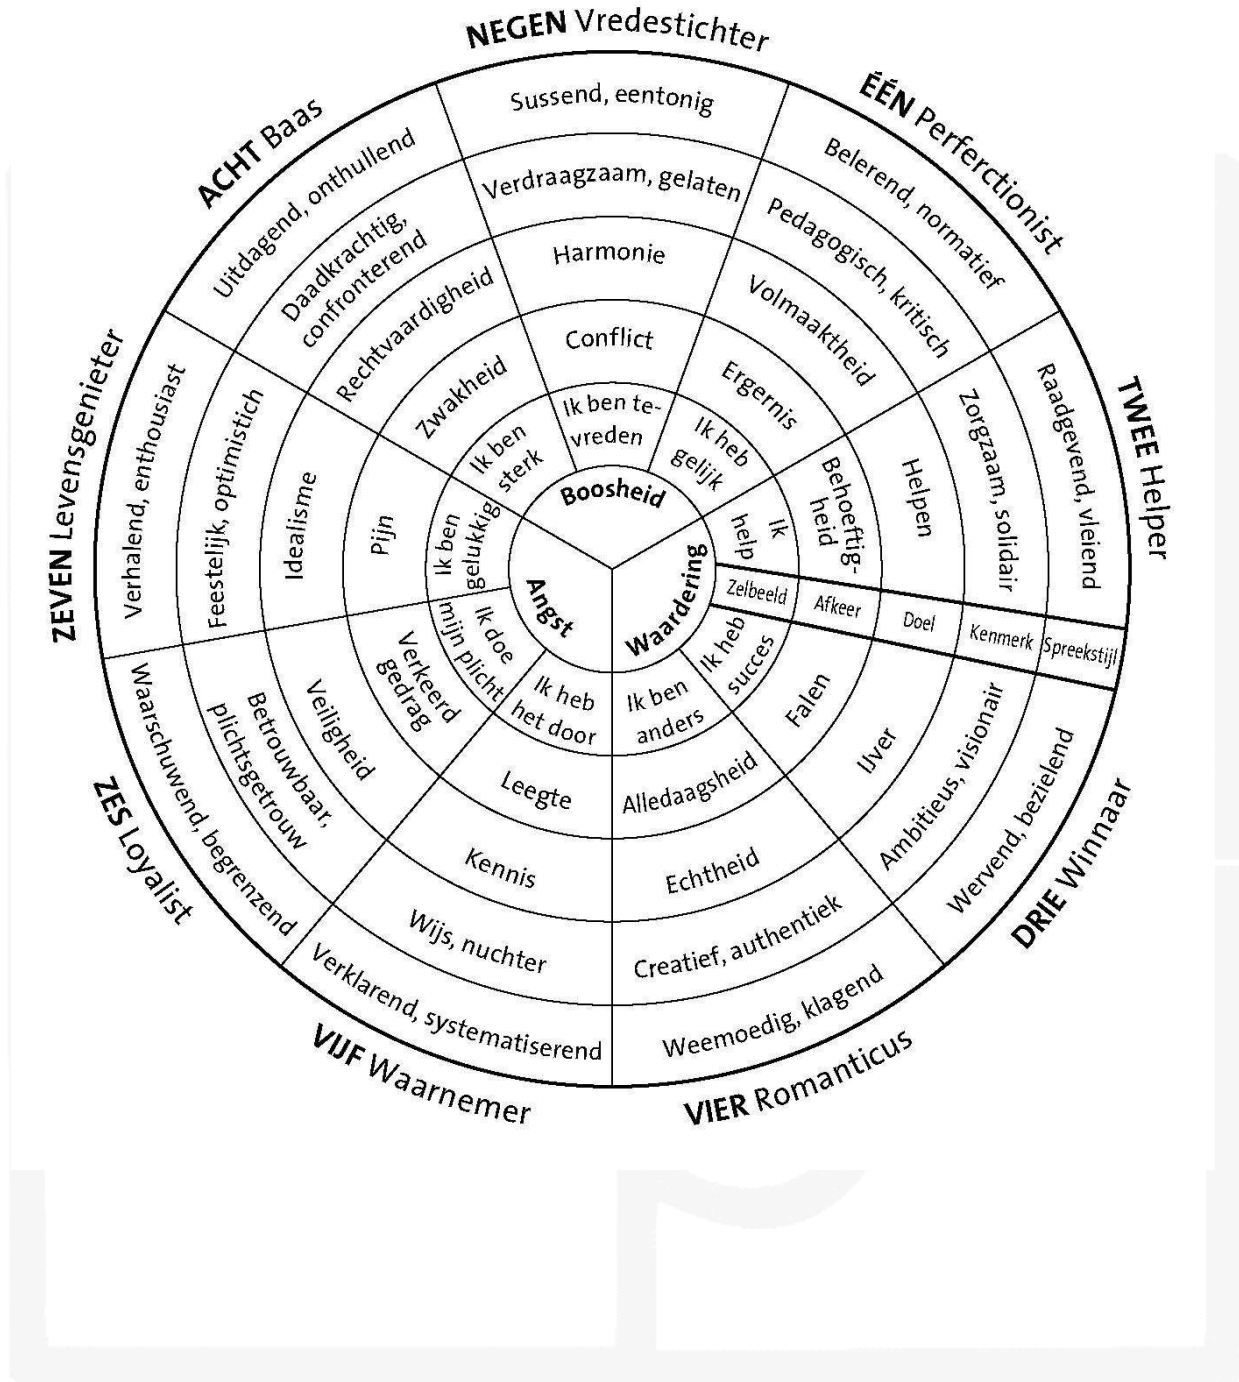 NEGEN Vredestichter
Sussend, eentonig
Verdraagzaam, gelaten
Harmonie
Conflict
Ik ben te-
vreden
ÉÉN Perferctionist
Belerend, normatief
Pedagogisch, kritisch
Volmaaktheid
Ergernis
Ik heb
gelijk
TWEE Helper
Raadgevend, vleiend
Zorgzaam, solidair
Helpen
Behoeftig-
heid
Ik
help
Zelbeeld
Afkeer
Doel
Kenmerk
Spreekstijl
DRIE Winnaar
Wervend, bezielend
Ambitieus, visionair
IJver
Falen
Ik heb
succes
VIER Romanticus
Weemoedig, klagend
Creatief, authentiek
Echtheid
Alledaagsheid
Ik ben
anders
VIJF Waarnemer
Verklarend, systematiserend
Wijs, nuchter
Kennis
Leegte
Ik heb
het door
ZES Loyalist
Waarschuwend, begrenzend
Betrouwbaar,
plichtsgetrouw
Veiligheid
Verkeerd
gedrag
Ik doe
mijn plicht
ZEVEN Levensgenieter
Verhalend, enthousiast
Feestelijk, optimistich
Idealisme
Pijn
Ik ben
gelukkig
ACHT Baas
Uitdagend, onthullend
Daadkrachtig,
confronterend
Rechtvaardigheid
Zwakheid
Ik ben
sterk
Boosheid
Waardering
Angst